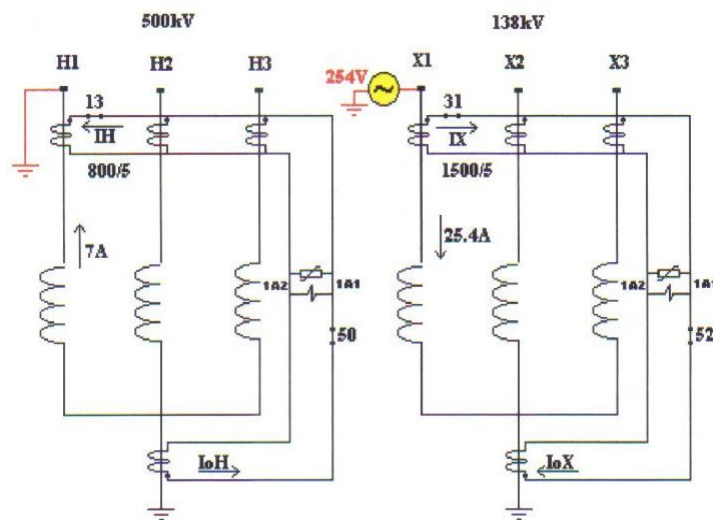 500kV
138kV
H1
H2
H3
254V
X1
X2
X3
13
31
IH
IX
800/5
1500/5
7A
25.4A
1A2
1A1
1A2
1A1
50
52
IoH
IoX